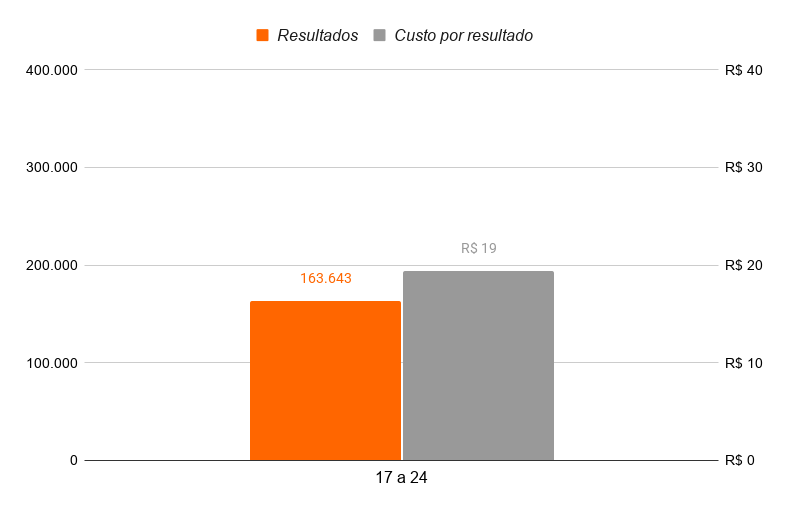 Resultados Custo por resultado
400.000 R$ 40
300.000 R$ 30
R$ 19
200.000 R$ 20
163.643
100.000 R$ 10
0 R$ 0
17 a 24